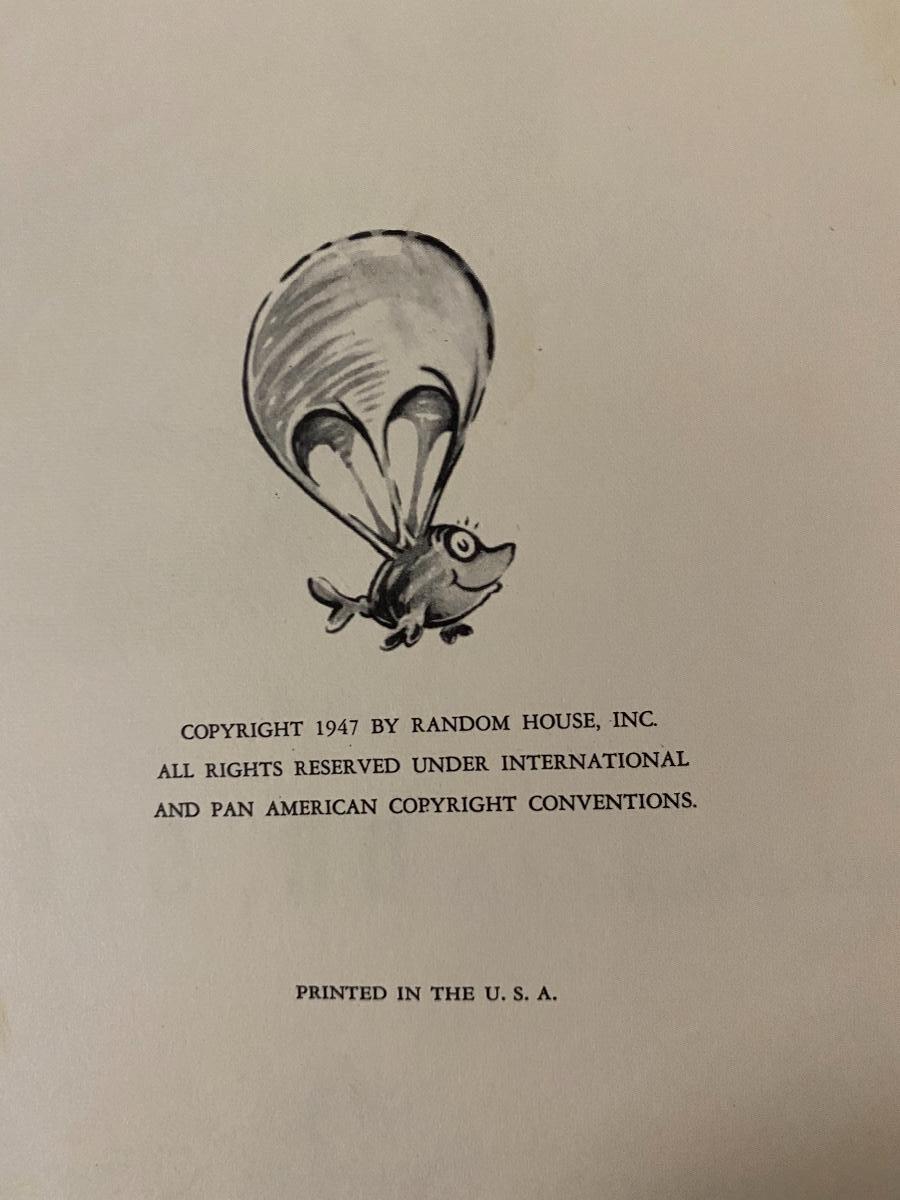 COPYRIGHT 1947 BY RANDOM HOUSE, INC.
ALL RIGHTS RESERVED UNDER INTERNATIONAL
AND PAN AMERICAN COPYRIGHT CONVENTIONS.
PRINTED IN THE U. S. A.